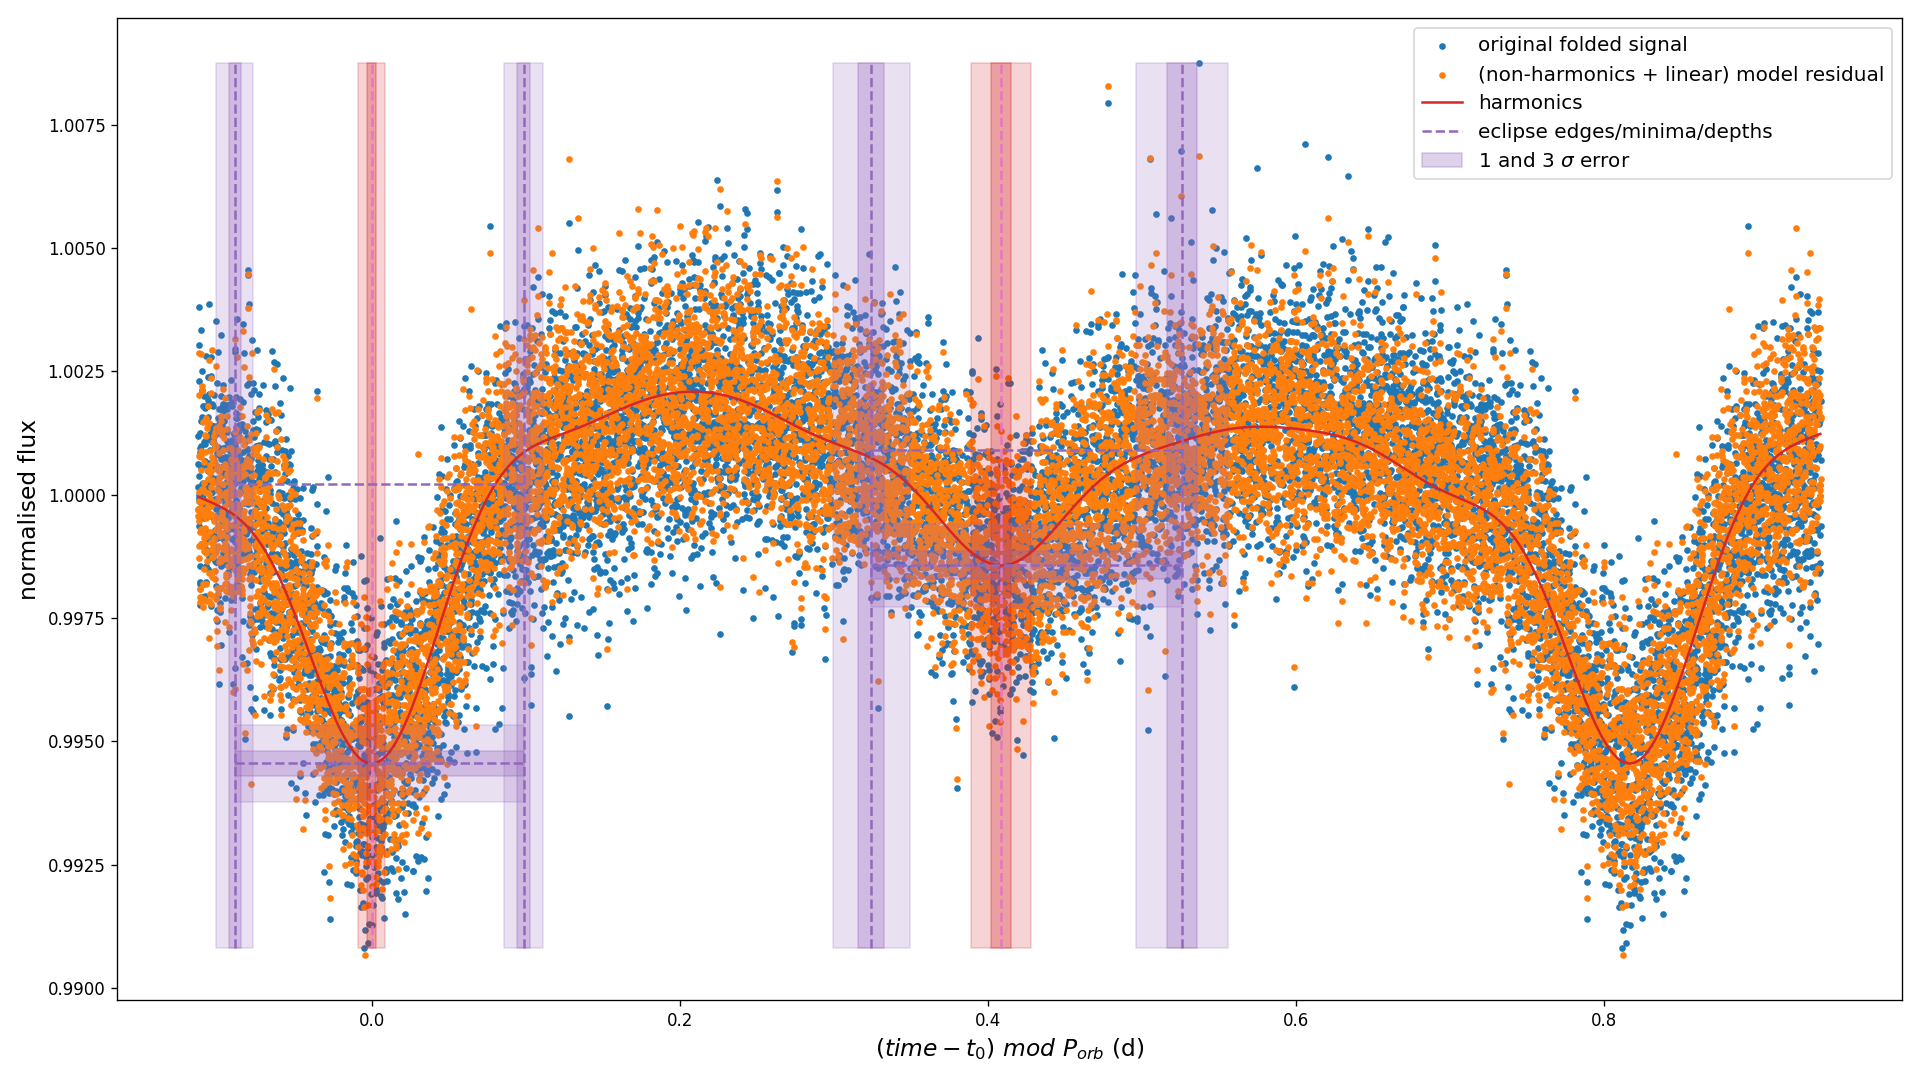 original folded signal
(non-harmonics + linear) model residual
harmonics
eclipse edges/minima/depths
1 and 3 σ error
normalised flux
1.0075
1.0050
1.0025
1.0000
0.9975
0.9950
0.9925
0.9900
0.0
0.2
0.4
0.6
0.8
(time − t₀) mod P_orb (d)